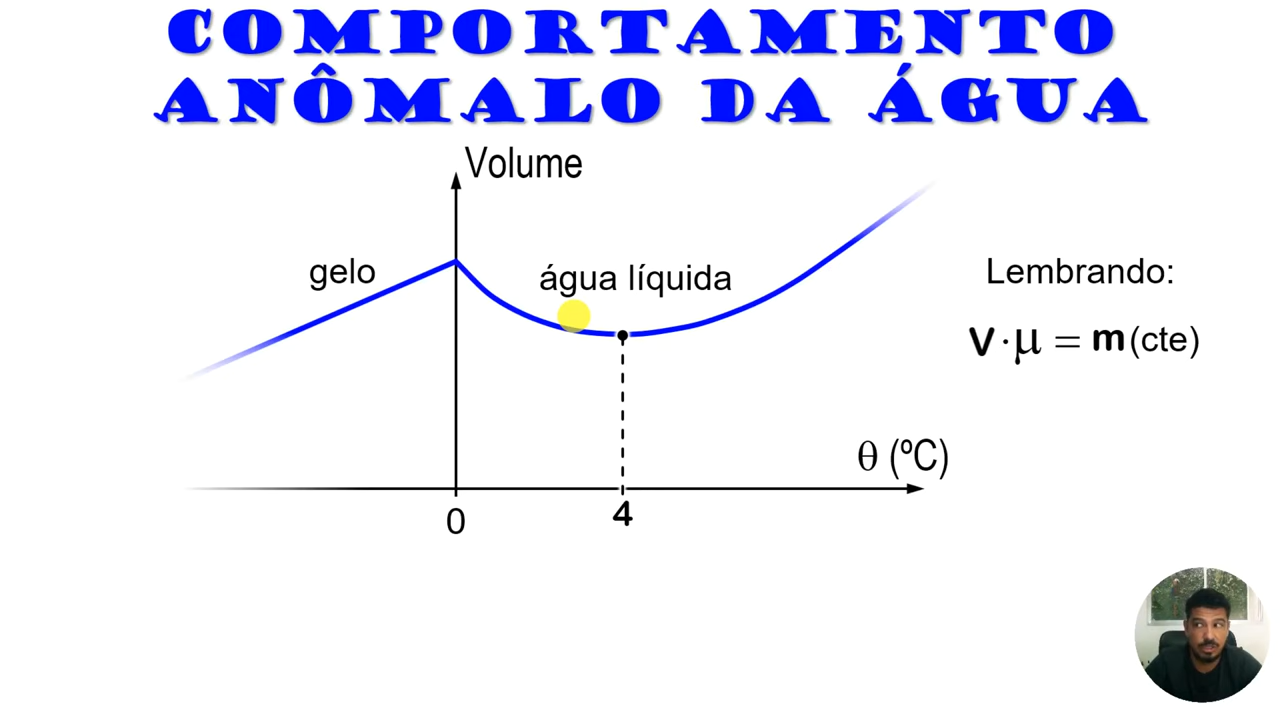 COMPORTAMENTO
ANÔMALO DA ÁGUA
Volume
gelo
água líquida
Lembrando:
V·μ = m(cte)
θ (ºC)
0
4